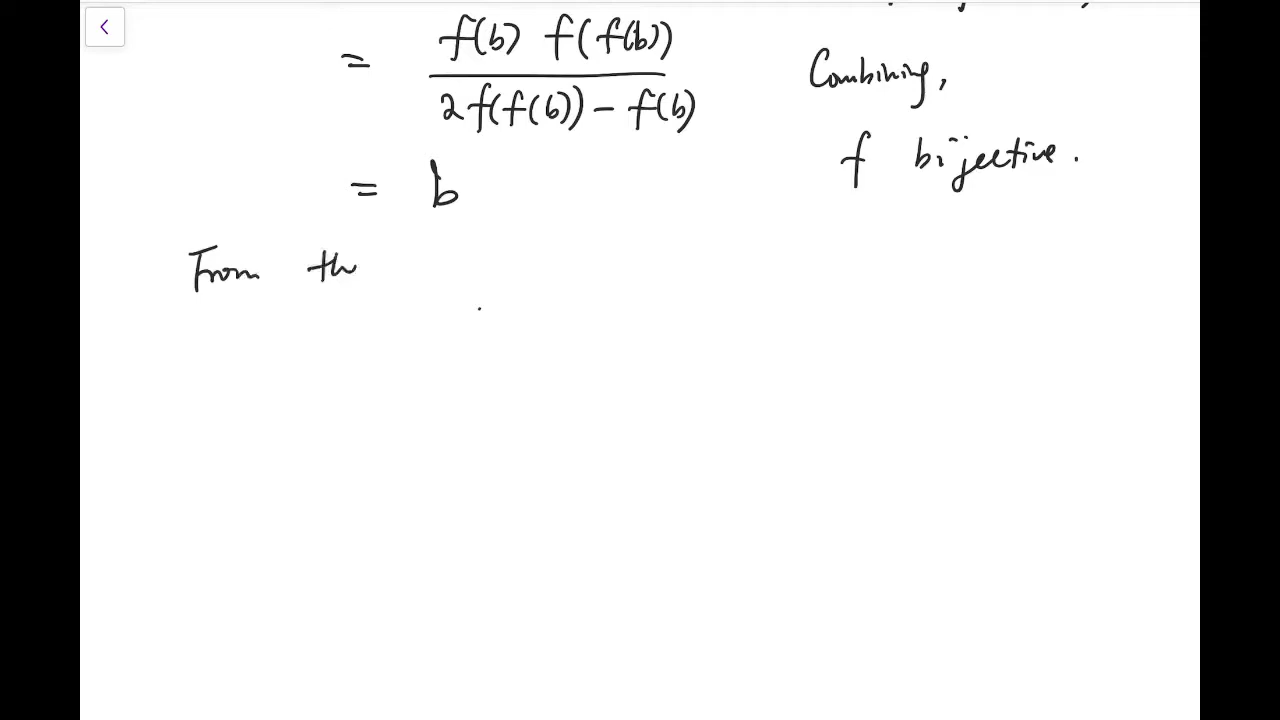 = f(b) f(f(b)) / 2f(f(b)) - f(b)
= b
Combining,
f bijective.
From th